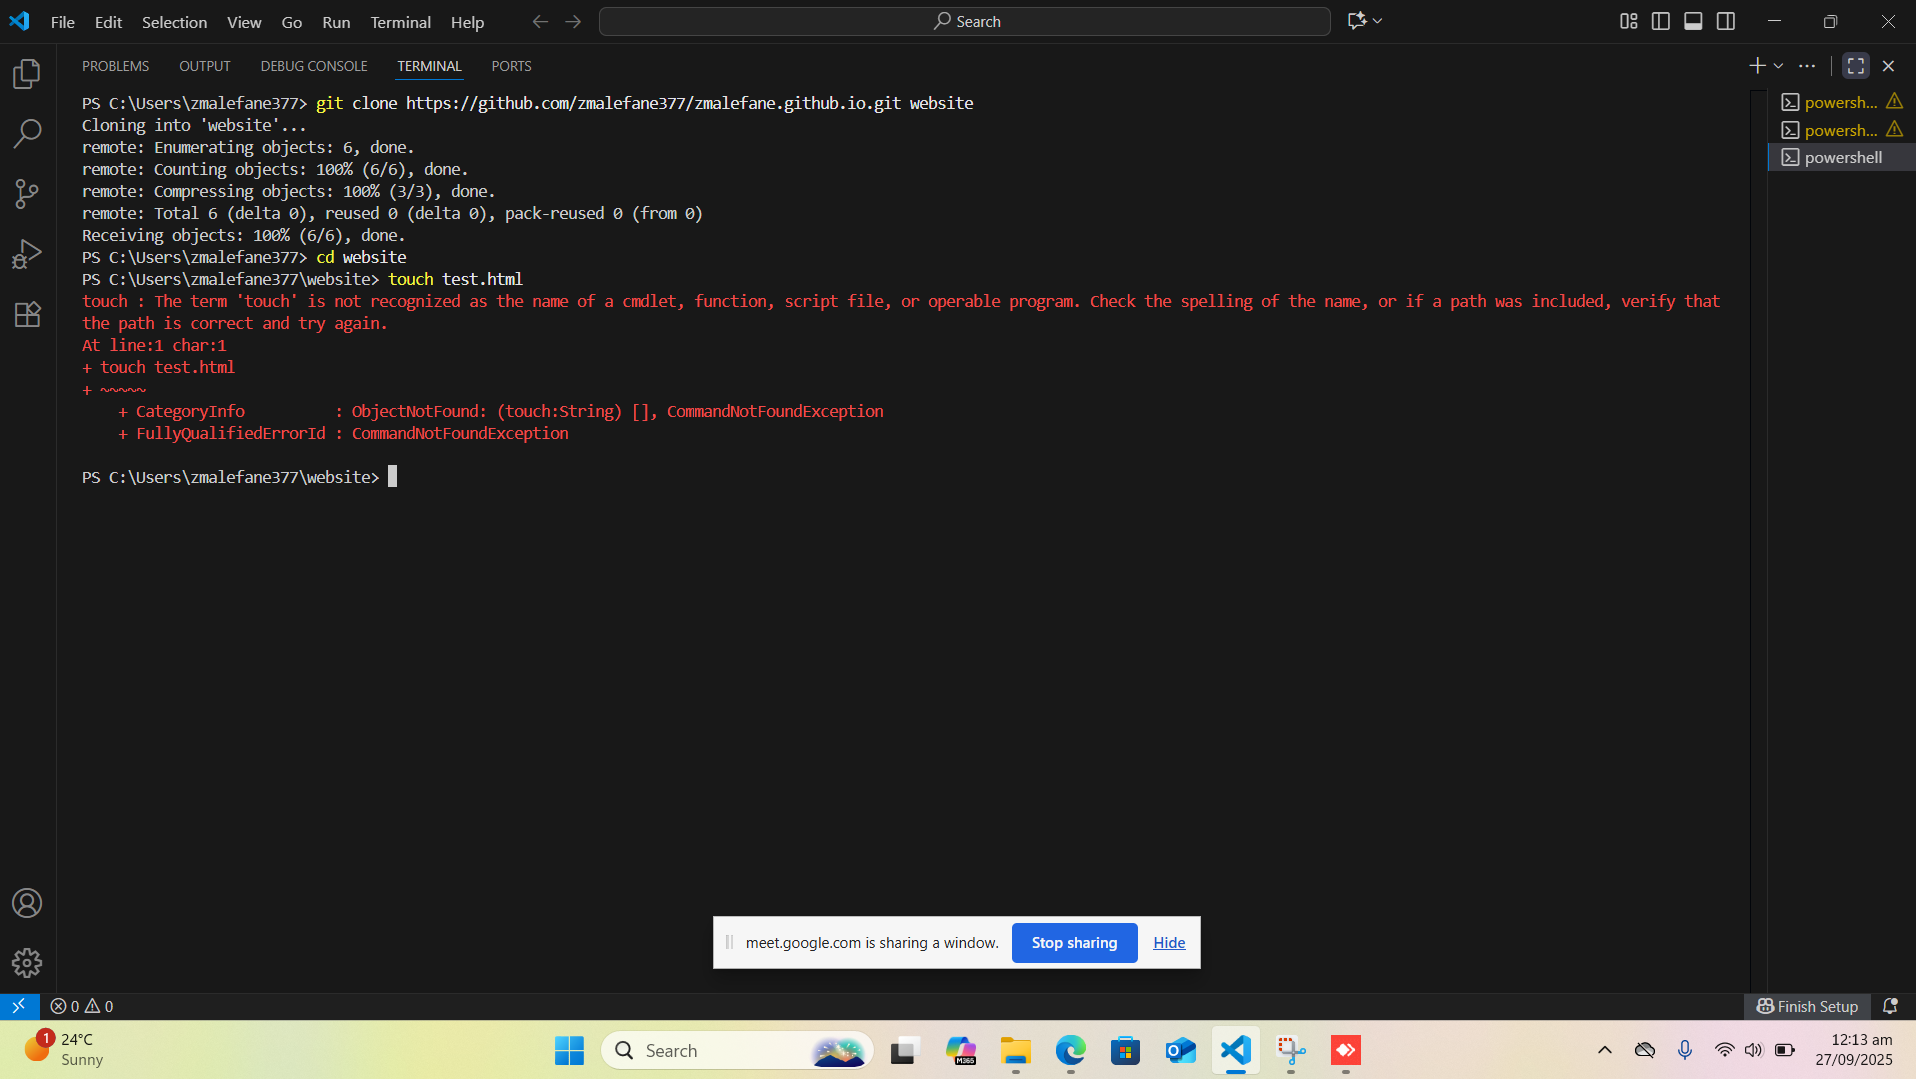 File Edit Selection View Go Run Terminal Help
Search
PROBLEMS OUTPUT DEBUG CONSOLE TERMINAL PORTS
PS C:\Users\zmalefane377> git clone https://github.com/zmalefane377/zmalefane.github.io.git website
Cloning into 'website'...
remote: Enumerating objects: 6, done.
remote: Counting objects: 100% (6/6), done.
remote: Compressing objects: 100% (3/3), done.
remote: Total 6 (delta 0), reused 0 (delta 0), pack-reused 0 (from 0)
Receiving objects: 100% (6/6), done.
PS C:\Users\zmalefane377> cd website
PS C:\Users\zmalefane377\website> touch test.html
touch : The term 'touch' is not recognized as the name of a cmdlet, function, script file, or operable program. Check the spelling of the name, or if a path was included, verify that
the path is correct and try again.
At line:1 char:1
+ touch test.html
+ ~~~~~
    + CategoryInfo          : ObjectNotFound: (touch:String) [], CommandNotFoundException
    + FullyQualifiedErrorId : CommandNotFoundException
PS C:\Users\zmalefane377\website>
powersh...
powersh...
powershell
meet.google.com is sharing a window. Stop sharing Hide
0 0
Finish Setup
1
24°C
Sunny
Search
M365
12:13 am
27/09/2025